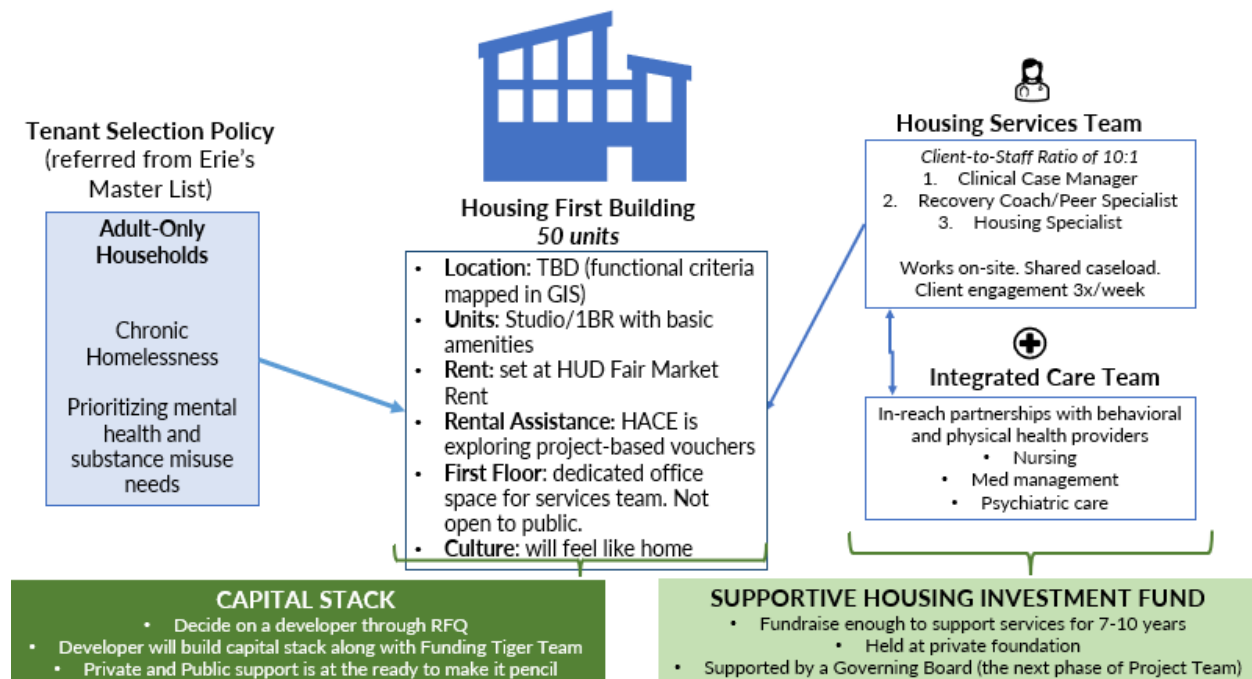 Tenant Selection Policy
(referred from Erie's
Master List)
Adult-Only
Households
Chronic
Homelessness
Prioritizing mental
health and
substance misuse
needs
Housing First Building
50 units
• Location: TBD (functional criteria
mapped in GIS)
• Units: Studio/1BR with basic
amenities
• Rent: set at HUD Fair Market
Rent
• Rental Assistance: HACE is
exploring project-based vouchers
• First Floor: dedicated office
space for services team. Not
open to public.
• Culture: will feel like home
Housing Services Team
Client-to-Staff Ratio of 10:1
1. Clinical Case Manager
2. Recovery Coach/Peer Specialist
3. Housing Specialist
Works on-site. Shared caseload.
Client engagement 3x/week
Integrated Care Team
In-reach partnerships with behavioral
and physical health providers
• Nursing
• Med management
• Psychiatric care
CAPITAL STACK
• Decide on a developer through RFQ
• Developer will build capital stack along with Funding Tiger Team
• Private and Public support is at the ready to make it pencil
SUPPORTIVE HOUSING INVESTMENT FUND
• Fundraise enough to support services for 7-10 years
• Held at private foundation
• Supported by a Governing Board (the next phase of Project Team)